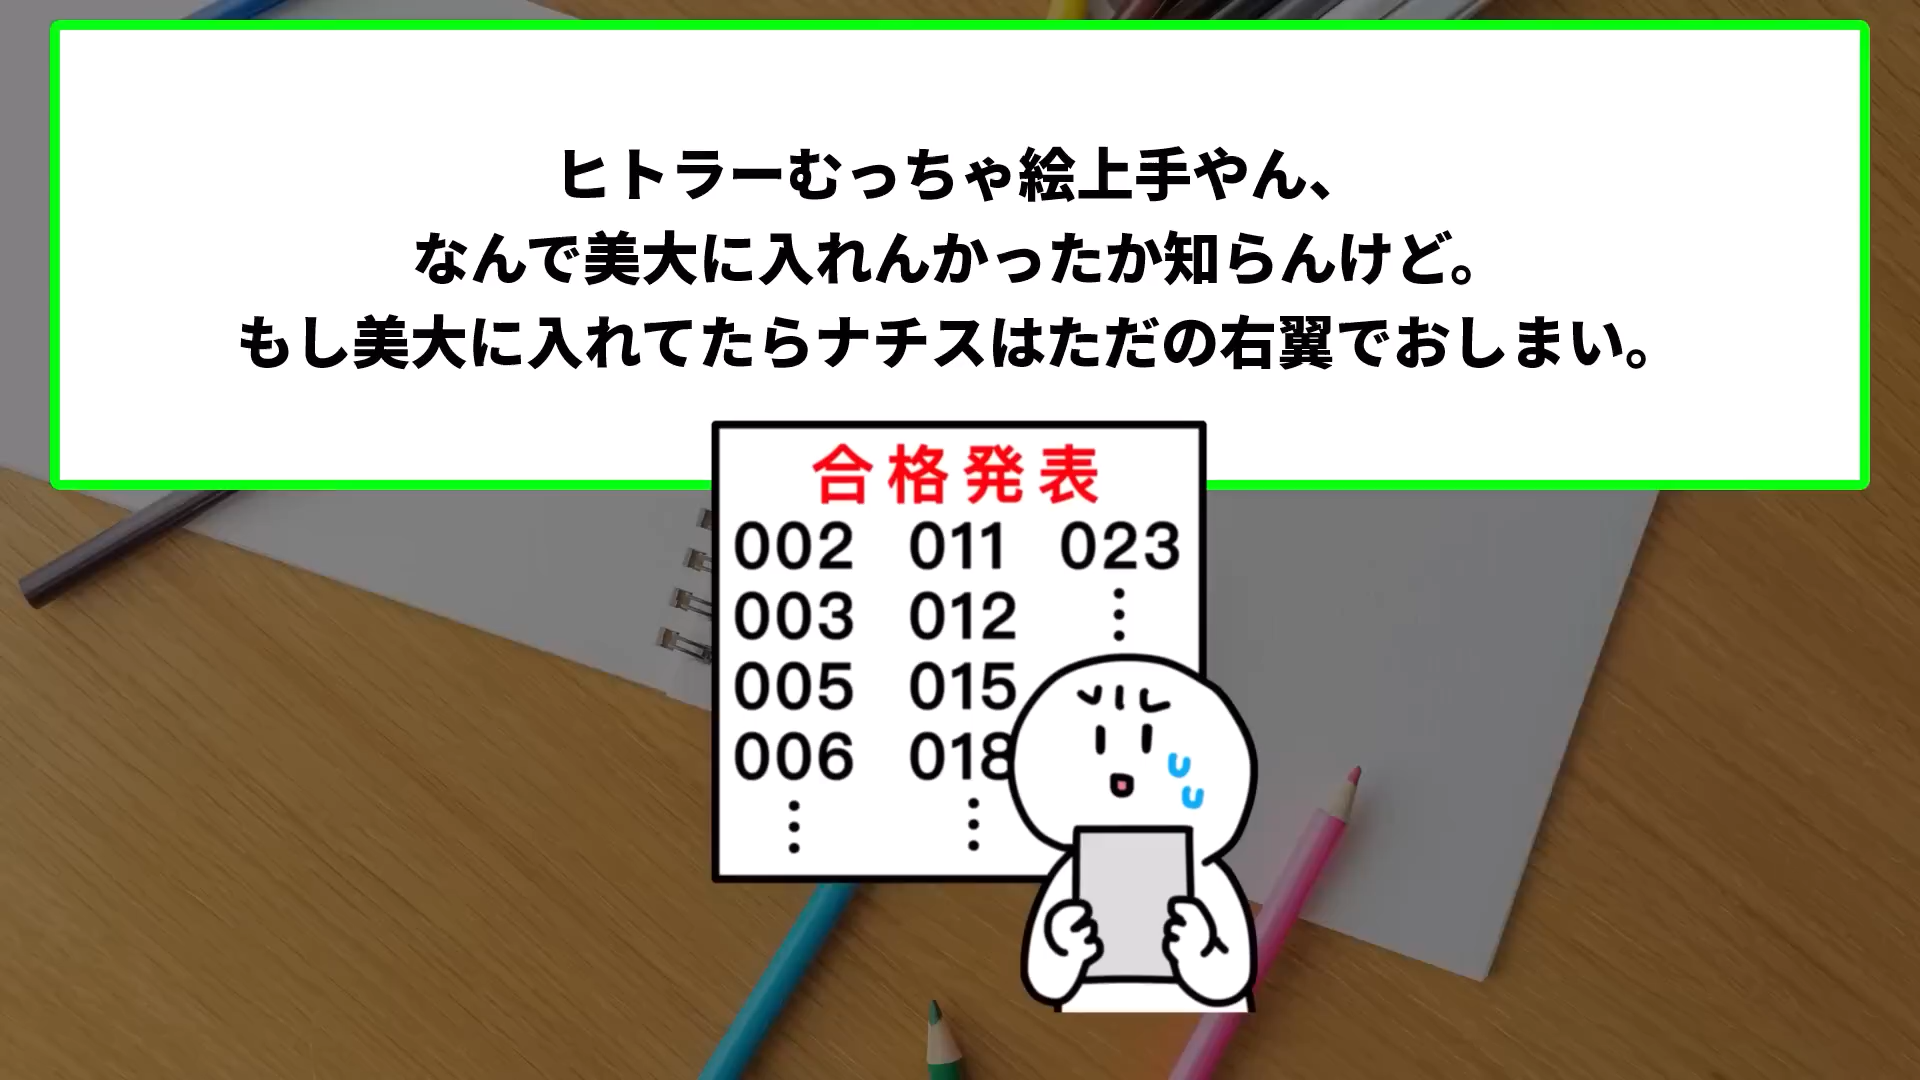 ヒトラーむっちゃ絵上手やん、
なんで美大に入れんかったか知らんけど。
もし美大に入れてたらナチスはただの右翼でおしまい。
合格発表
002 011 023
003 012 ⋮
005 015
006 018
⋮ ⋮